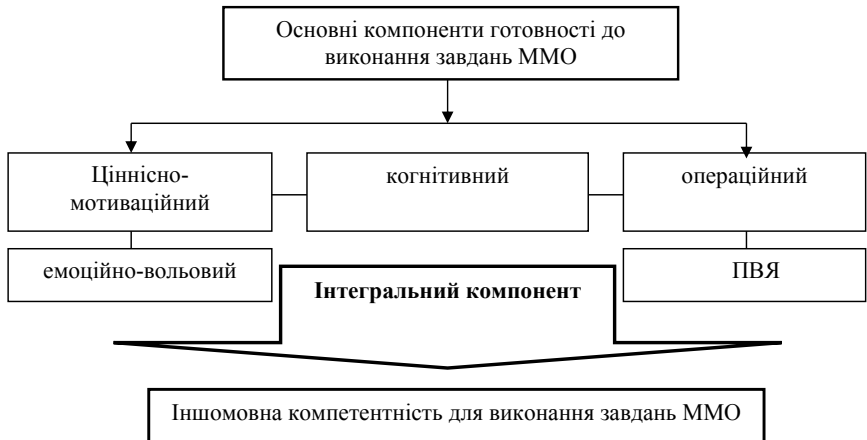 Основні компоненти готовності до
виконання завдань ММО
Ціннісно-
мотиваційний
когнітивний
операційний
емоційно-вольовий
ПВЯ
Інтегральний компонент
Іншомовна компетентність для виконання завдань ММО